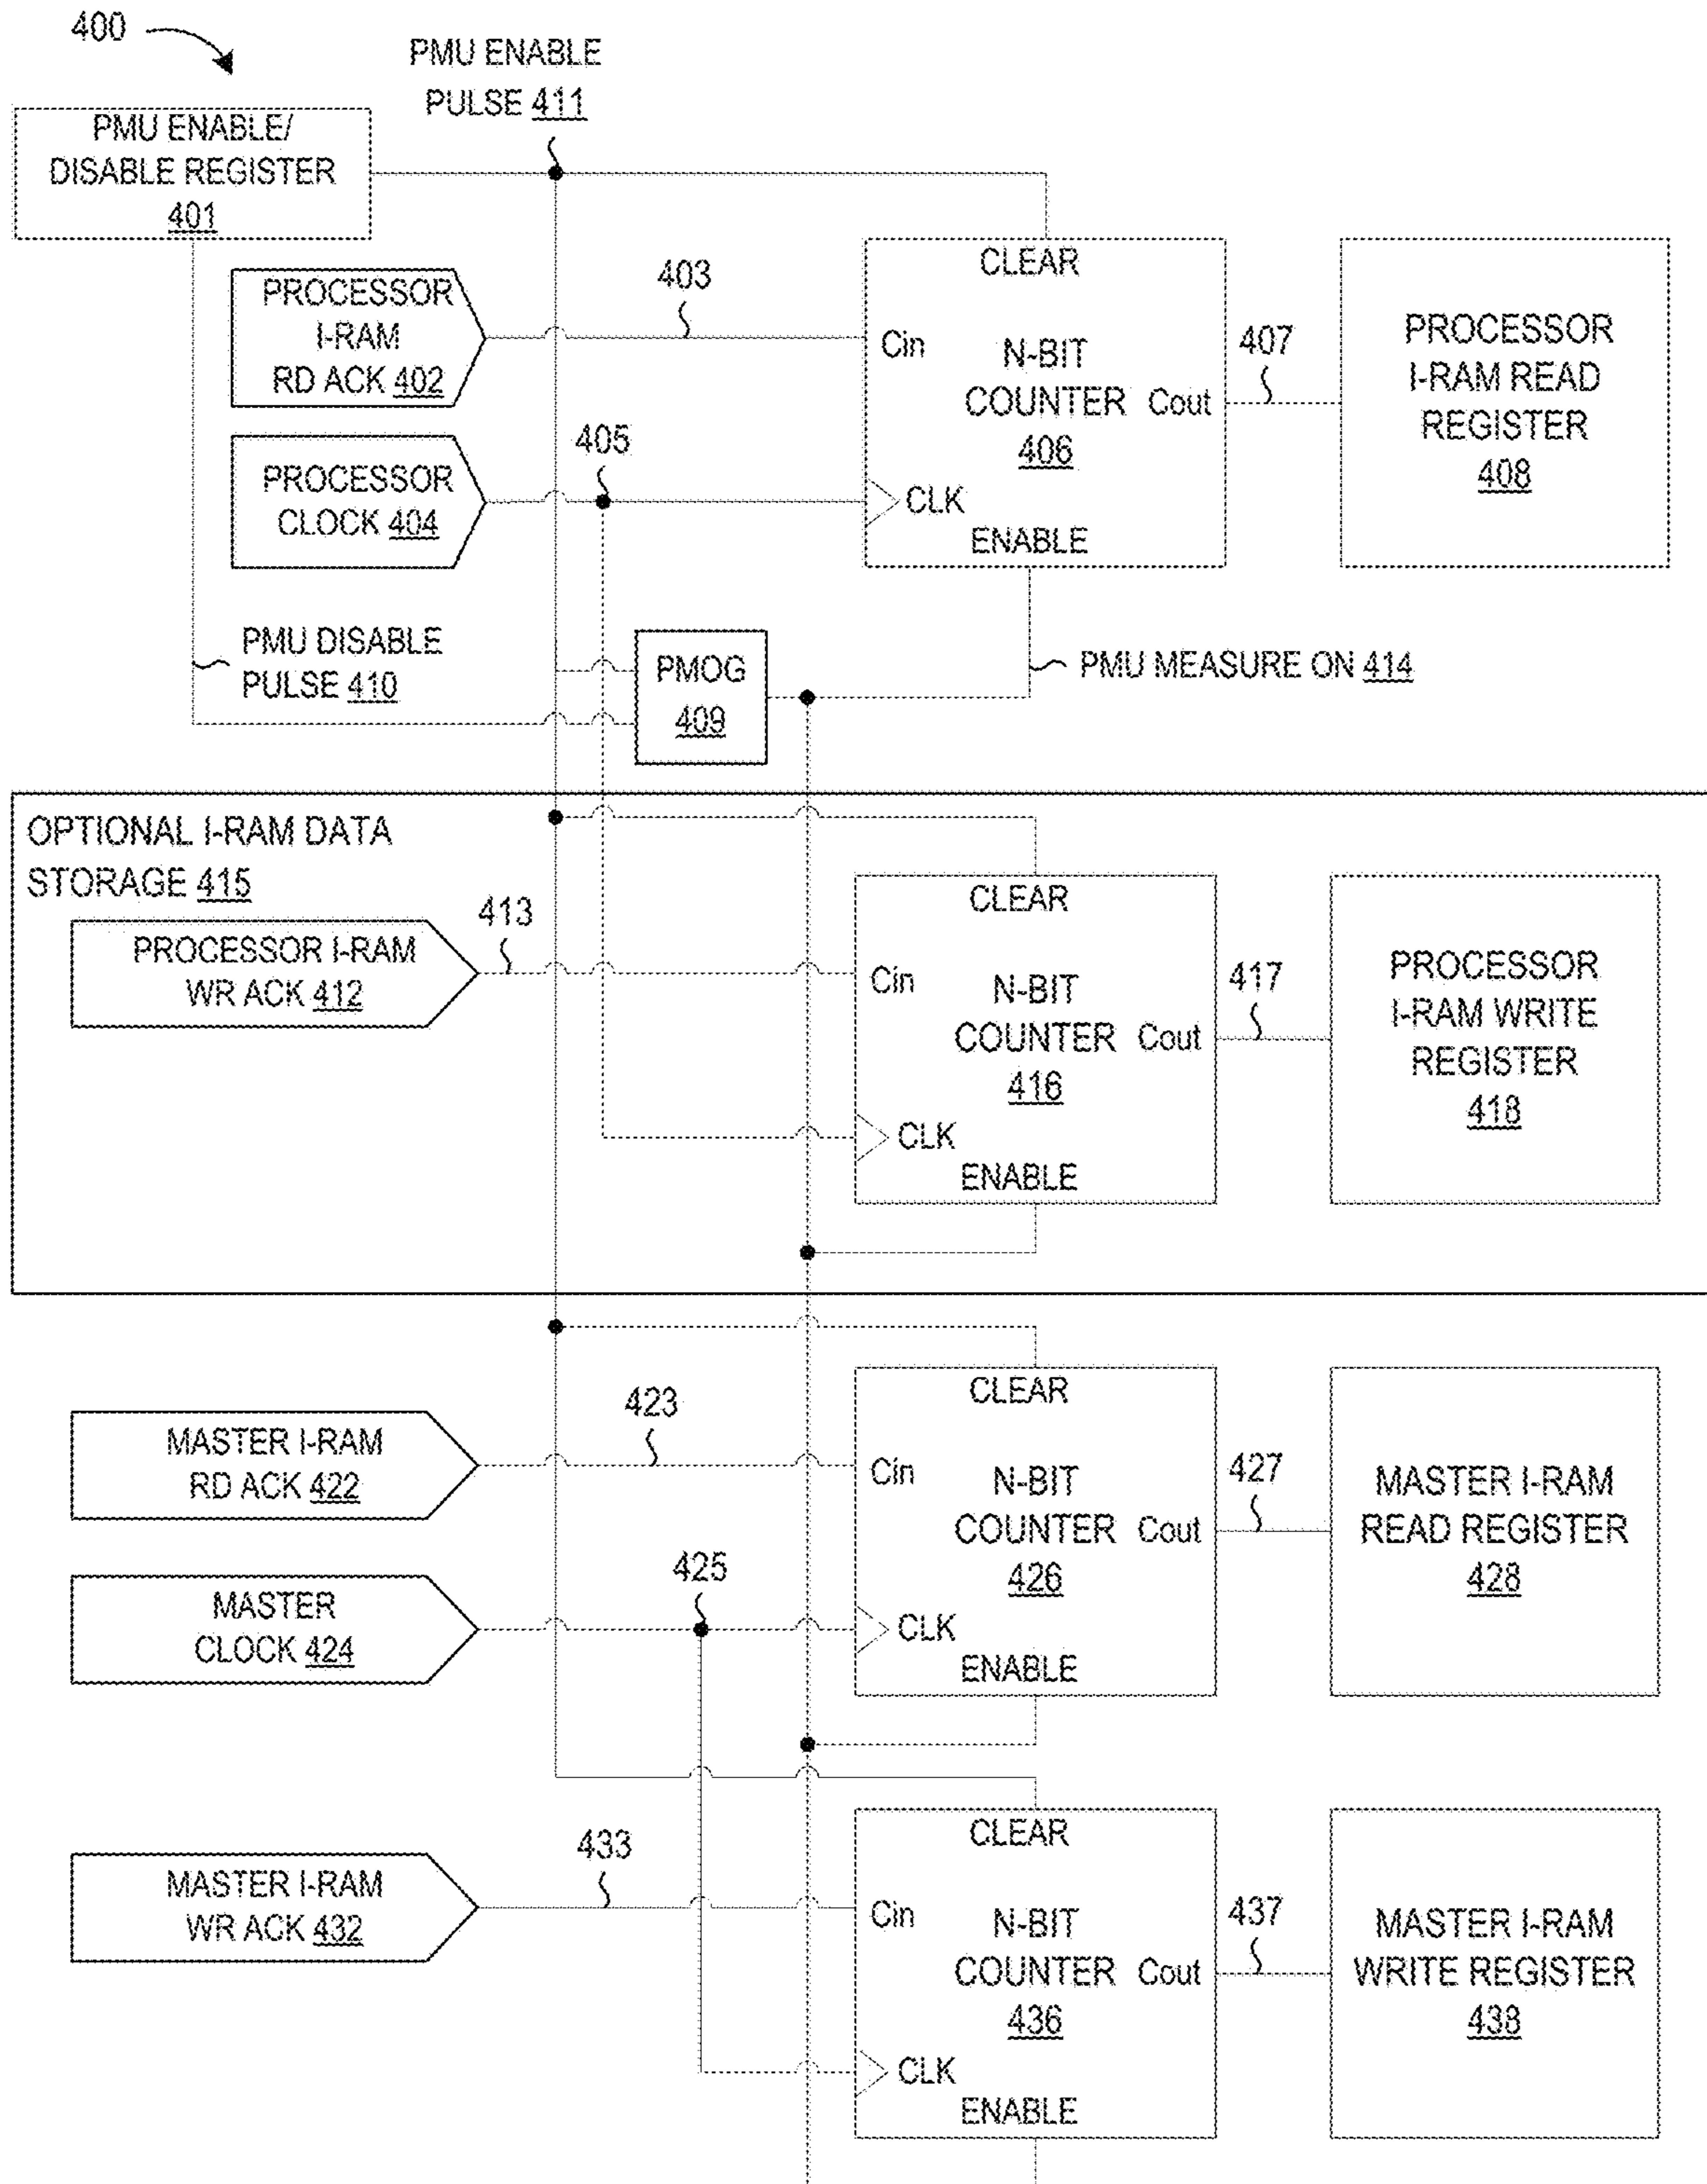 400
PMU ENABLE
PULSE 411
PMU ENABLE/
DISABLE REGISTER
401
PROCESSOR
I-RAM
RD ACK 402
403
CLEAR
Cin
N-BIT
COUNTER
406
Cout
CLK
ENABLE
407
PROCESSOR
I-RAM READ
REGISTER
408
PROCESSOR
CLOCK 404
405
PMU DISABLE
PULSE 410
PMOG
409
PMU MEASURE ON 414
OPTIONAL I-RAM DATA
STORAGE 415
PROCESSOR I-RAM
WR ACK 412
413
CLEAR
Cin
N-BIT
COUNTER
416
Cout
CLK
ENABLE
417
PROCESSOR
I-RAM WRITE
REGISTER
418
MASTER I-RAM
RD ACK 422
423
CLEAR
Cin
N-BIT
COUNTER
426
Cout
CLK
ENABLE
427
MASTER I-RAM
READ REGISTER
428
MASTER
CLOCK 424
425
MASTER I-RAM
WR ACK 432
433
CLEAR
Cin
N-BIT
COUNTER
436
Cout
CLK
ENABLE
437
MASTER I-RAM
WRITE REGISTER
438